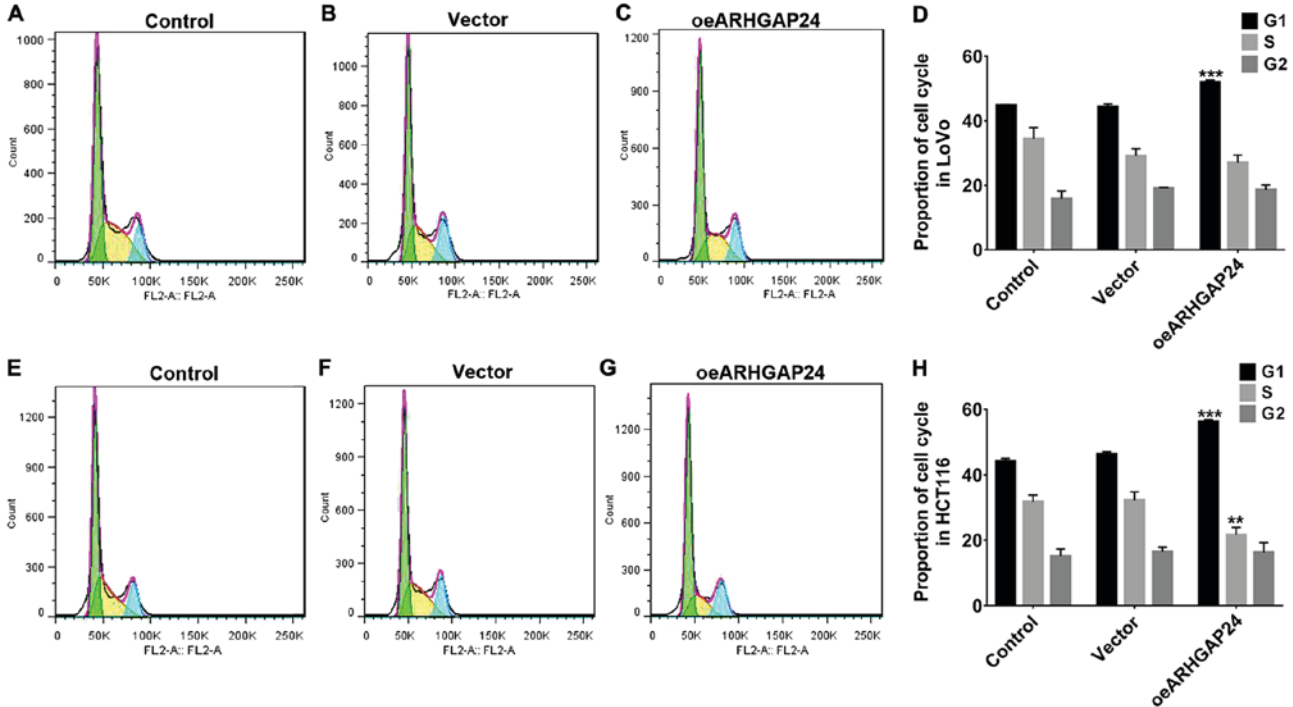 A
Control
1000
800
600
400
200
0
Count
0 50K 100K 150K 200K 250K
FL2-A:: FL2-A
B
Vector
1000
800
600
400
200
0
Count
0 50K 100K 150K 200K 250K
FL2-A:: FL2-A
C
oeARHGAP24
1200
900
600
300
0
Count
0 50K 100K 150K 200K 250K
FL2-A:: FL2-A
D
G1
S
G2
Proportion of cell cycle
in LoVo
60
40
20
0
***
Control
Vector
oeARHGAP24
E
Control
1200
900
600
300
0
Count
0 50K 100K 150K 200K 250K
FL2-A:: FL2-A
F
Vector
1200
900
600
300
0
Count
0 50K 100K 150K 200K 250K
FL2-A:: FL2-A
G
oeARHGAP24
1200
900
600
300
0
Count
0 50K 100K 150K 200K 250K
FL2-A:: FL2-A
H
G1
S
G2
Proportion of cell cycle
in HCT116
60
40
20
0
***
**
Control
Vector
oeARHGAP24